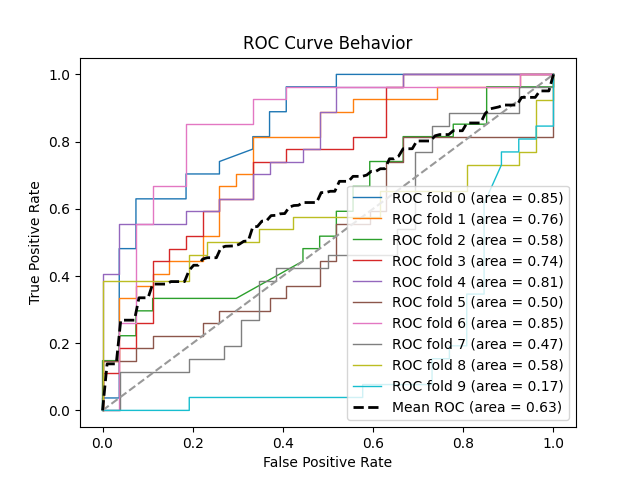 ROC Curve Behavior
1.0
0.8
0.6
0.4
0.2
0.0
True Positive Rate
ROC fold 0 (area = 0.85)
ROC fold 1 (area = 0.76)
ROC fold 2 (area = 0.58)
ROC fold 3 (area = 0.74)
ROC fold 4 (area = 0.81)
ROC fold 5 (area = 0.50)
ROC fold 6 (area = 0.85)
ROC fold 7 (area = 0.47)
ROC fold 8 (area = 0.58)
ROC fold 9 (area = 0.17)
Mean ROC (area = 0.63)
0.0 0.2 0.4 0.6 0.8 1.0
False Positive Rate